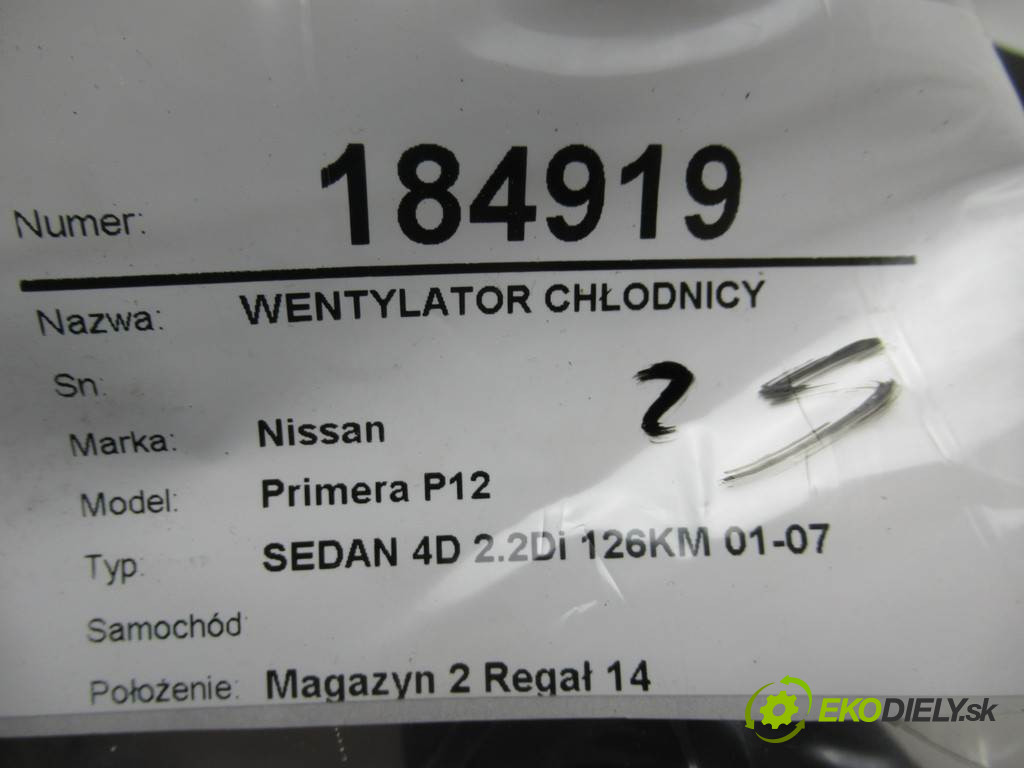 Numer: 184919
Nazwa: WENTYLATOR CHŁODNICY
Sn:
2 5
Marka: Nissan
Model: Primera P12
Typ: SEDAN 4D 2.2Di 126KM 01-07
Samochód
Położenie: Magazyn 2 Regał 14
EKODIELY.sk